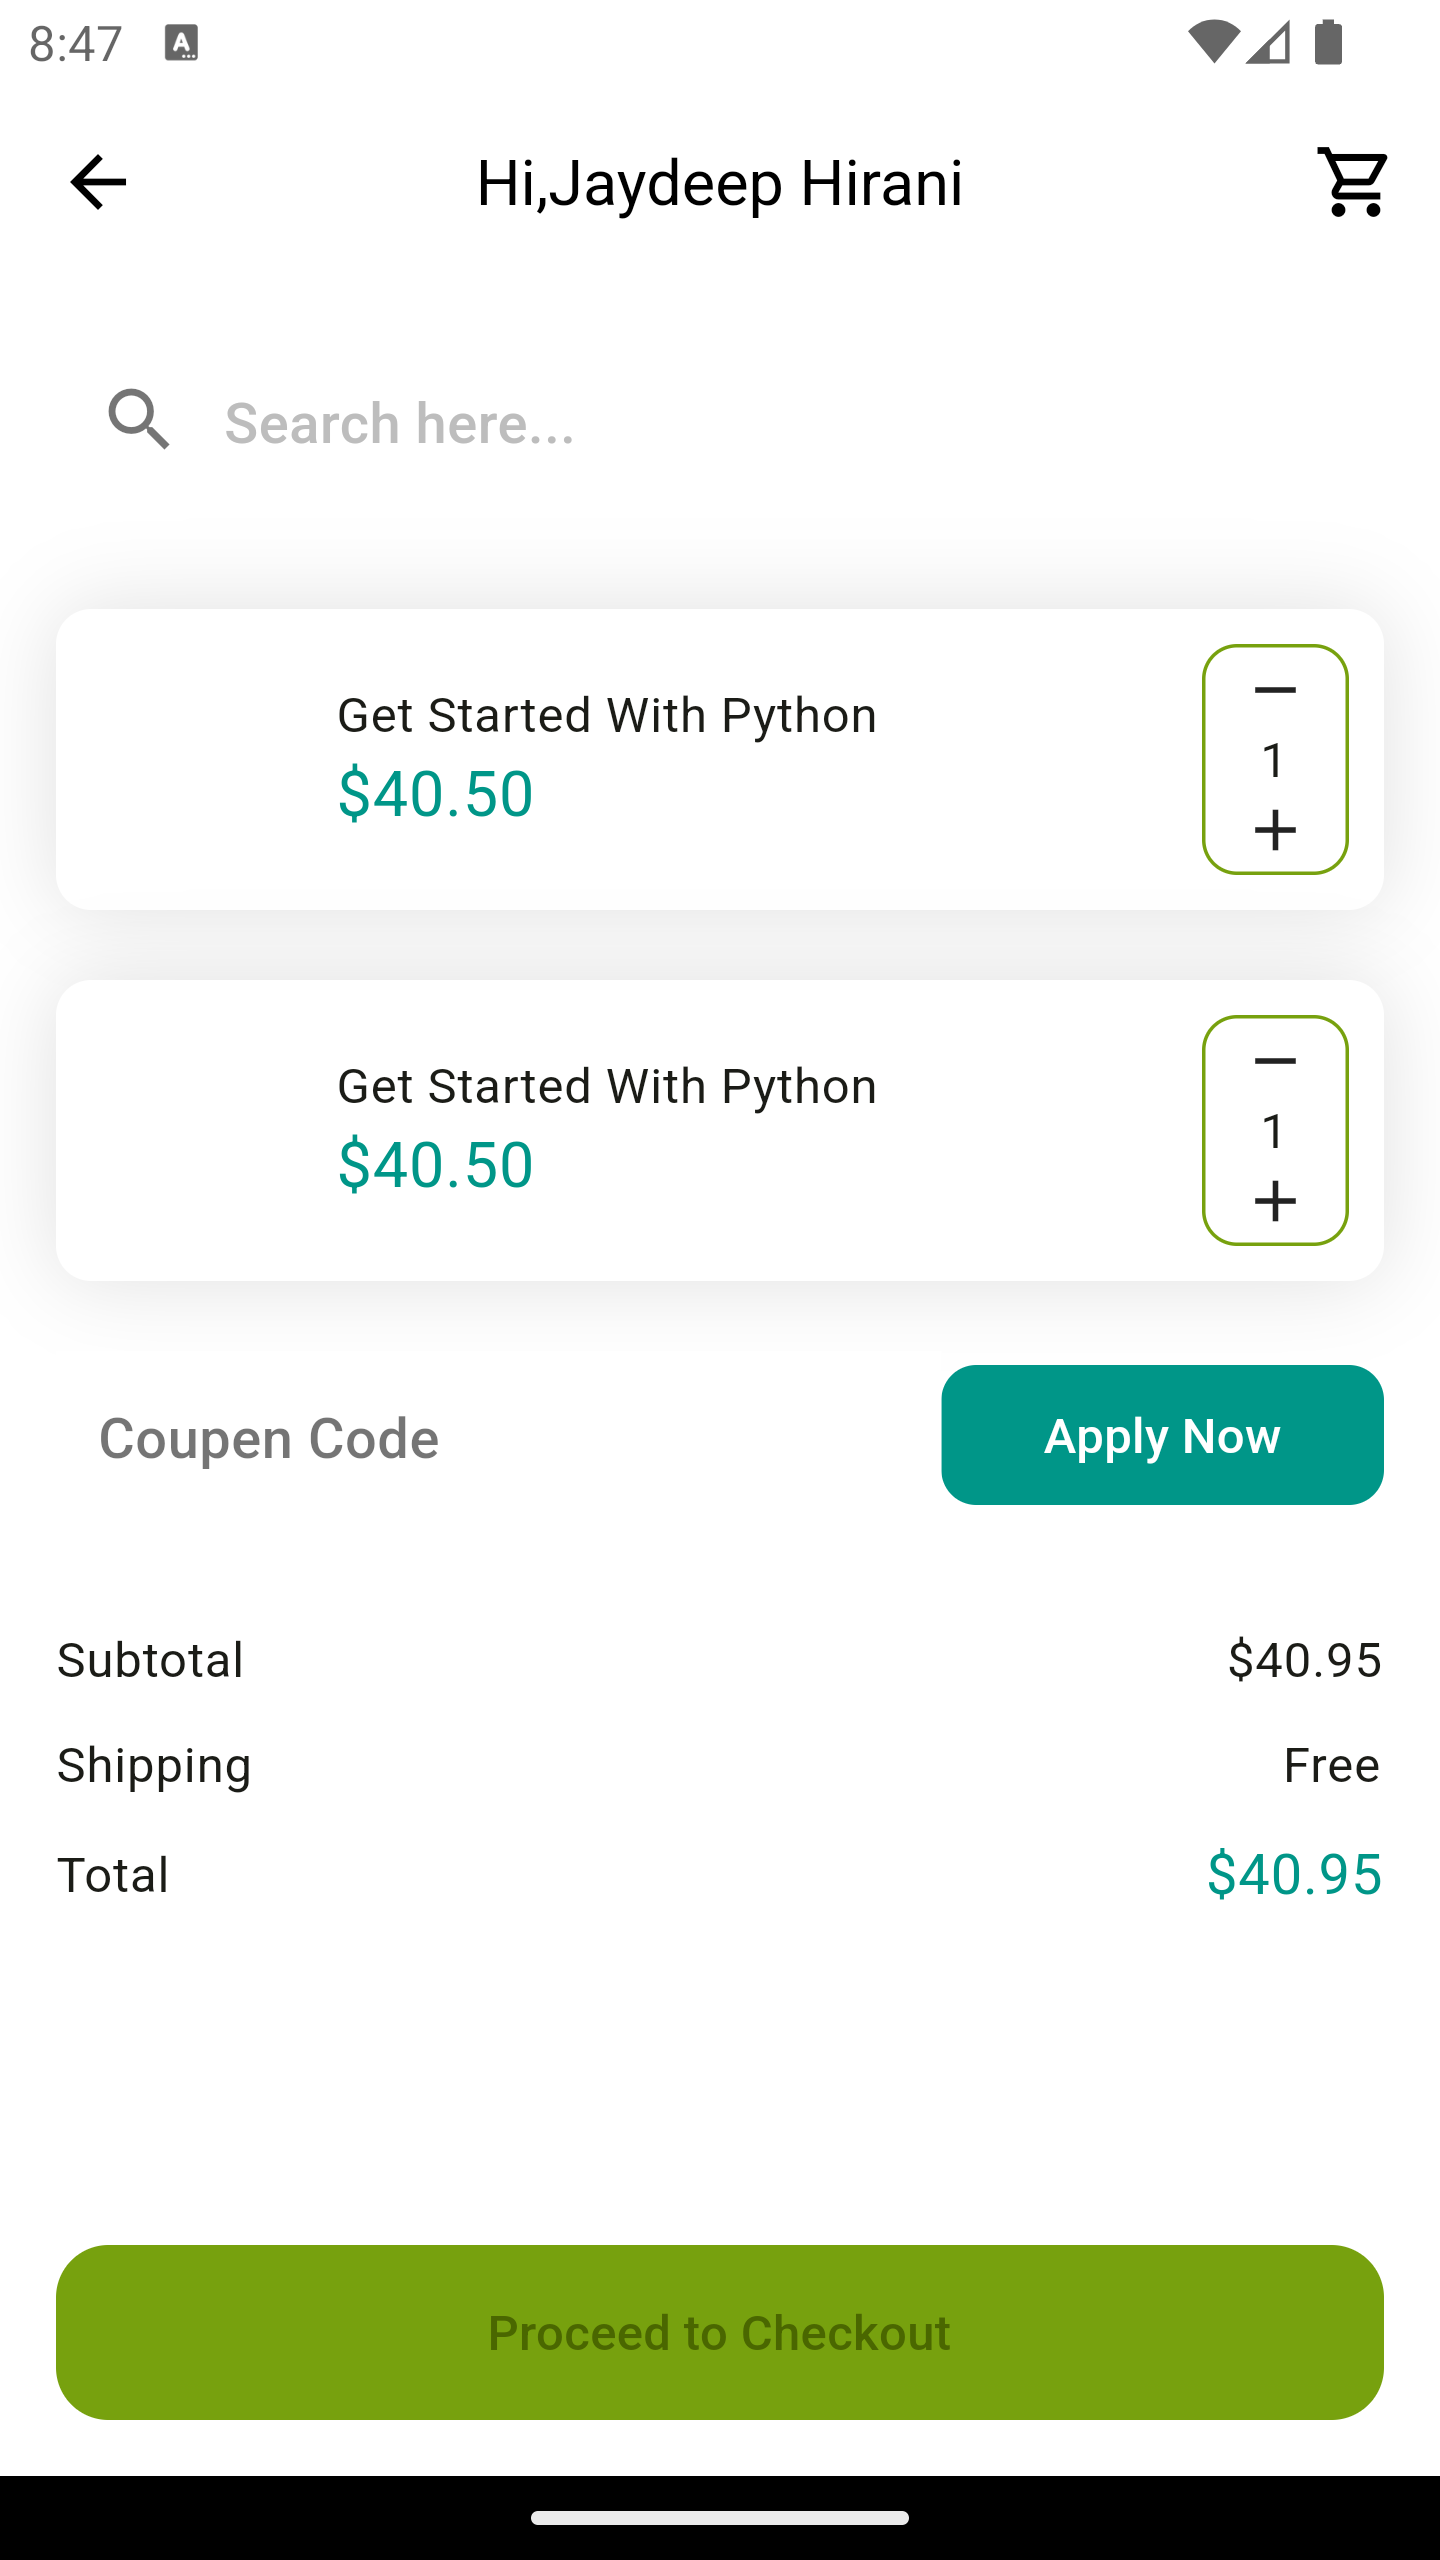 8:47
Hi,Jaydeep Hirani
Search here...
Get Started With Python
$40.50
1
Get Started With Python
$40.50
1
Coupen Code
Apply Now
Subtotal $40.95
Shipping Free
Total $40.95
Proceed to Checkout